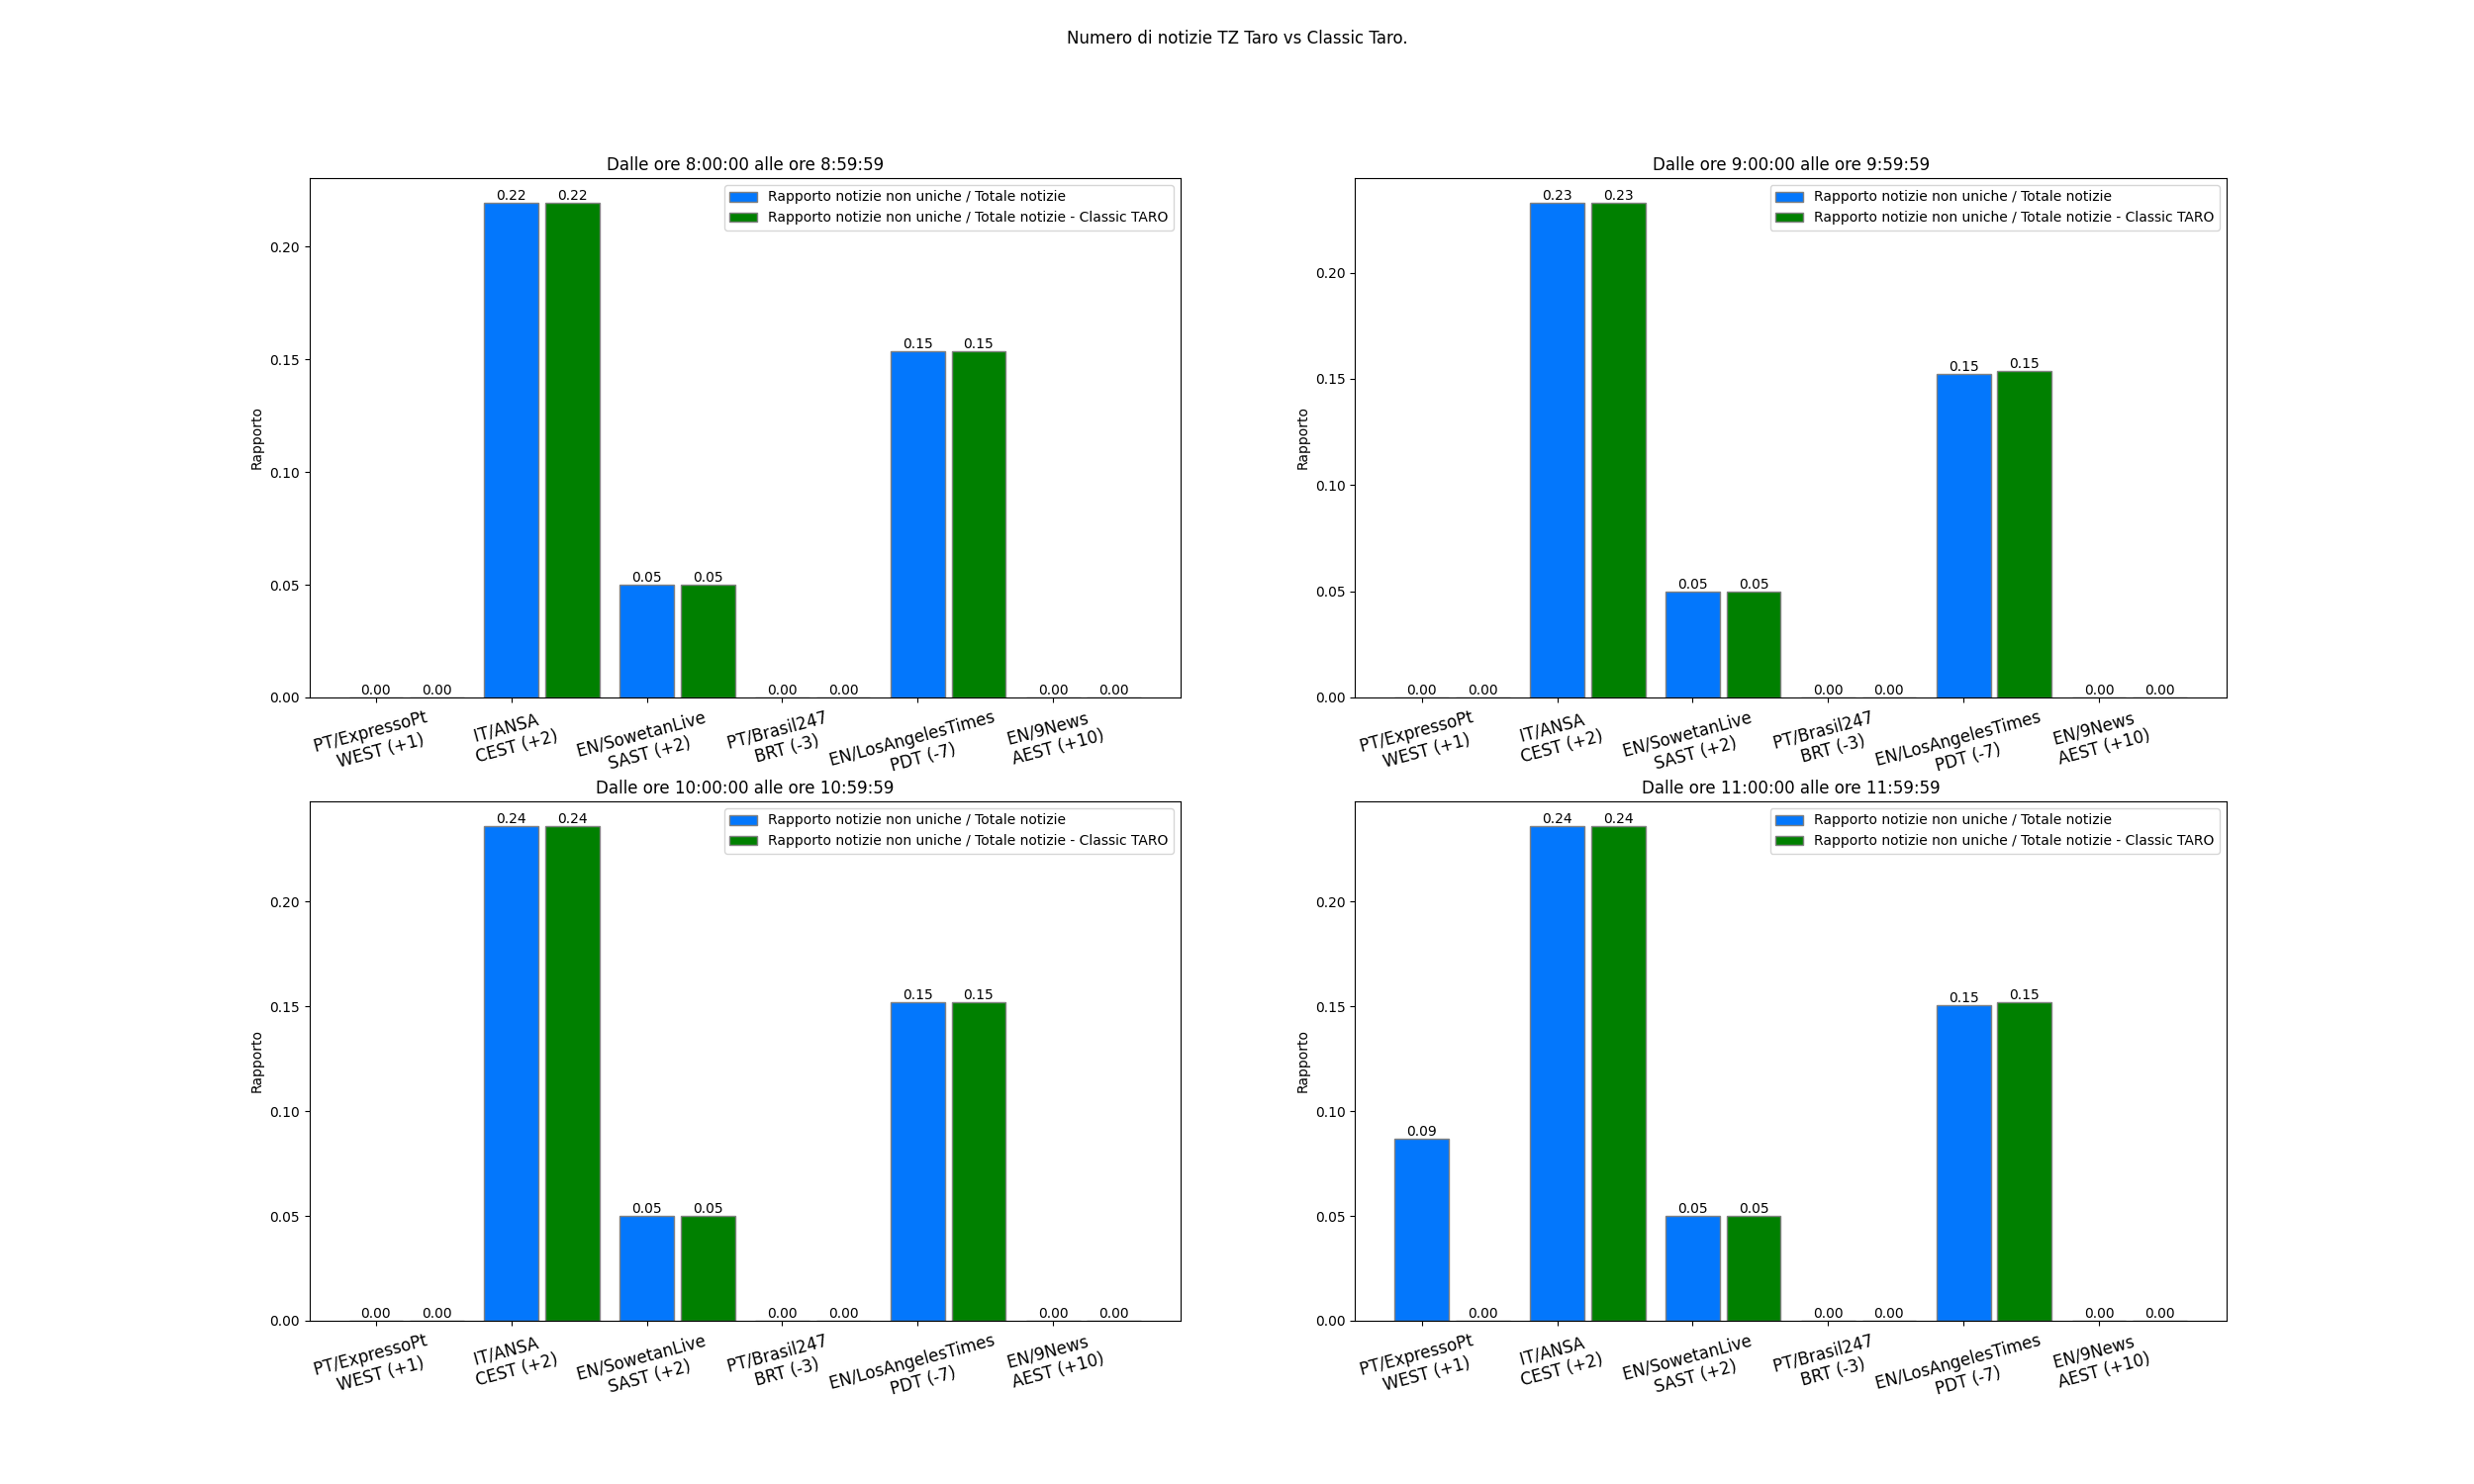 Numero di notizie TZ Taro vs Classic Taro.
Dalle ore 8:00:00 alle ore 8:59:59
Rapporto notizie non uniche / Totale notizie
Rapporto notizie non uniche / Totale notizie - Classic TARO
Rapporto
0.20
0.15
0.10
0.05
0.00
0.00 0.00 0.22 0.22 0.05 0.05 0.00 0.00 0.15 0.15 0.00 0.00
PT/ExpressoPt
WEST (+1)
IT/ANSA
CEST (+2)
EN/SowetanLive
SAST (+2)
PT/Brasil247
BRT (-3)
EN/LosAngelesTimes
PDT (-7)
EN/9News
AEST (+10)
Dalle ore 9:00:00 alle ore 9:59:59
Rapporto notizie non uniche / Totale notizie
Rapporto notizie non uniche / Totale notizie - Classic TARO
Rapporto
0.20
0.15
0.10
0.05
0.00
0.00 0.00 0.23 0.23 0.05 0.05 0.00 0.00 0.15 0.15 0.00 0.00
PT/ExpressoPt
WEST (+1)
IT/ANSA
CEST (+2)
EN/SowetanLive
SAST (+2)
PT/Brasil247
BRT (-3)
EN/LosAngelesTimes
PDT (-7)
EN/9News
AEST (+10)
Dalle ore 10:00:00 alle ore 10:59:59
Rapporto notizie non uniche / Totale notizie
Rapporto notizie non uniche / Totale notizie - Classic TARO
Rapporto
0.20
0.15
0.10
0.05
0.00
0.00 0.00 0.24 0.24 0.05 0.05 0.00 0.00 0.15 0.15 0.00 0.00
PT/ExpressoPt
WEST (+1)
IT/ANSA
CEST (+2)
EN/SowetanLive
SAST (+2)
PT/Brasil247
BRT (-3)
EN/LosAngelesTimes
PDT (-7)
EN/9News
AEST (+10)
Dalle ore 11:00:00 alle ore 11:59:59
Rapporto notizie non uniche / Totale notizie
Rapporto notizie non uniche / Totale notizie - Classic TARO
Rapporto
0.20
0.15
0.10
0.05
0.00
0.09 0.00 0.24 0.24 0.05 0.05 0.00 0.00 0.15 0.15 0.00 0.00
PT/ExpressoPt
WEST (+1)
IT/ANSA
CEST (+2)
EN/SowetanLive
SAST (+2)
PT/Brasil247
BRT (-3)
EN/LosAngelesTimes
PDT (-7)
EN/9News
AEST (+10)